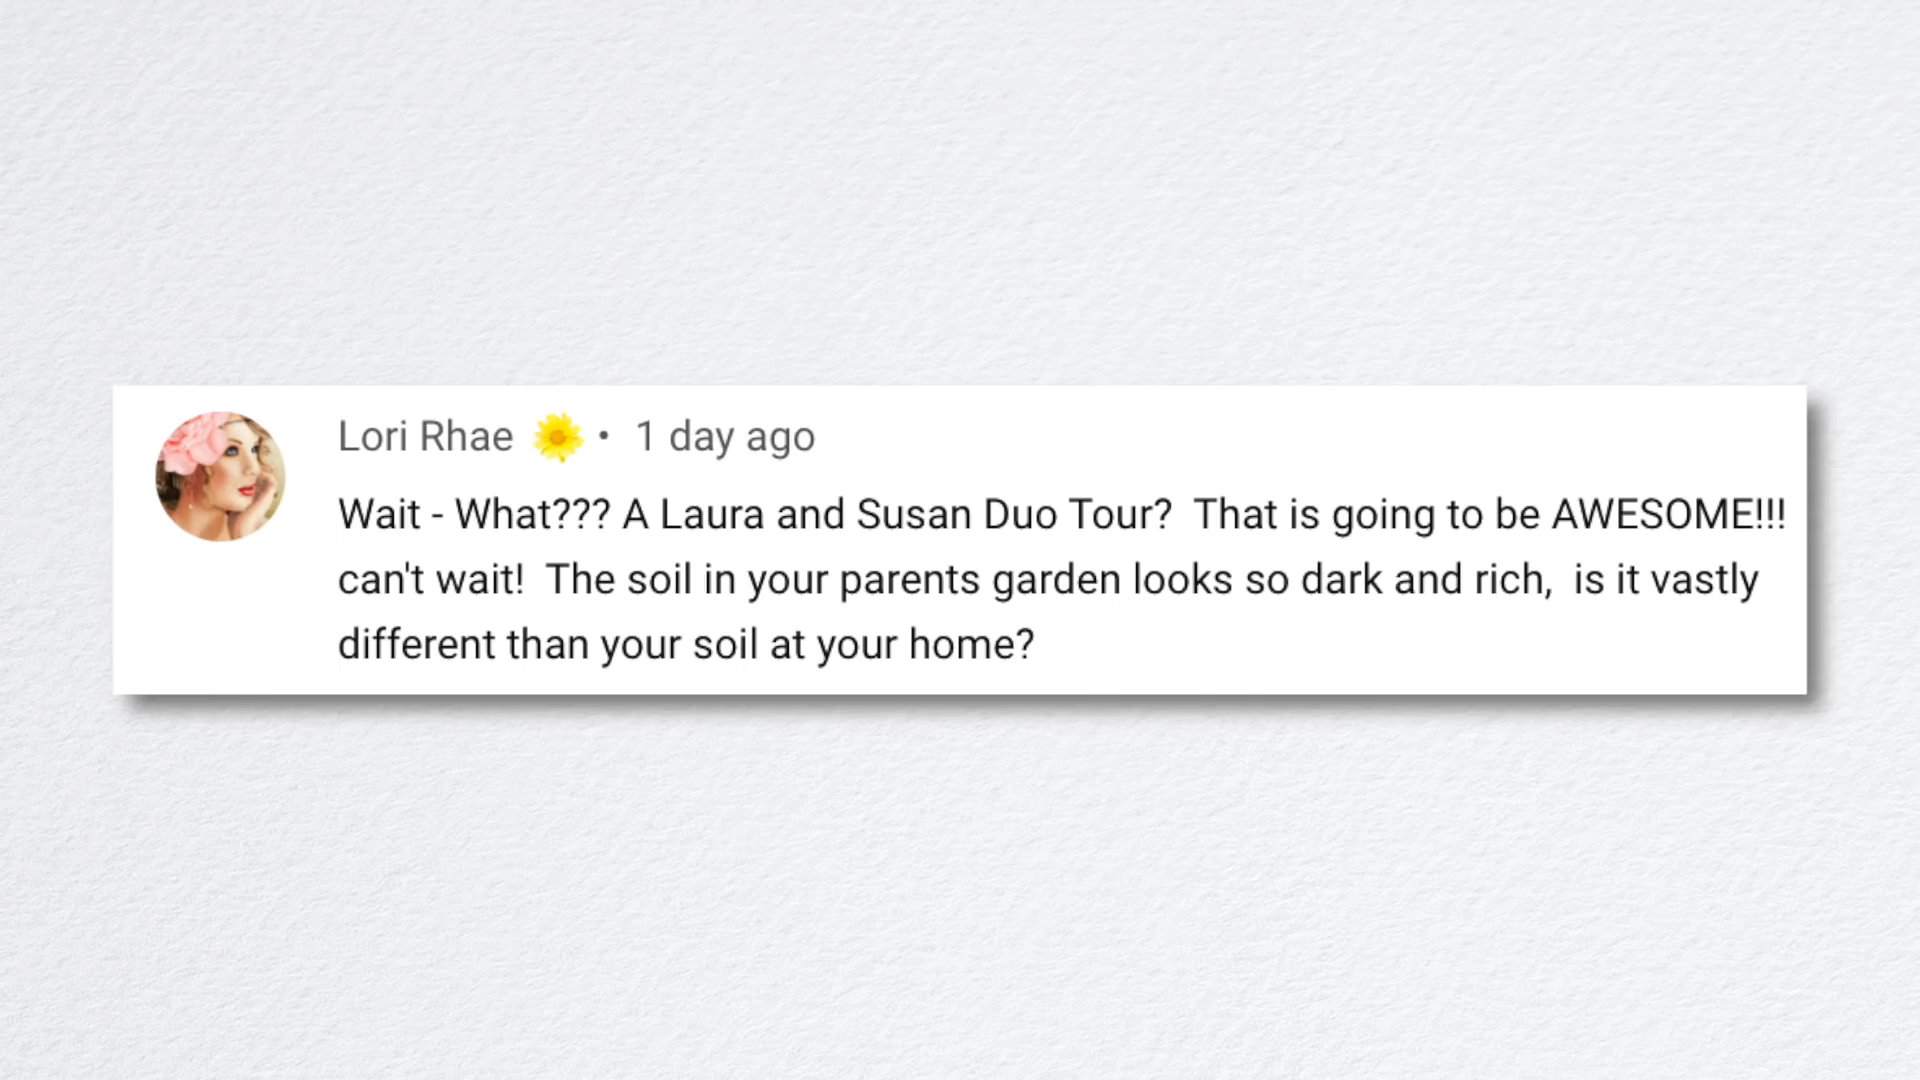 Lori Rhae 🌼 • 1 day ago
Wait - What??? A Laura and Susan Duo Tour?  That is going to be AWESOME!!!
can't wait!  The soil in your parents garden looks so dark and rich,  is it vastly
different than your soil at your home?